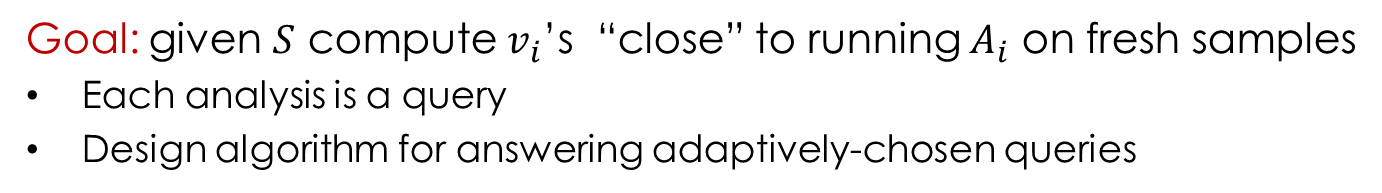 Goal: given S compute vᵢ's “close” to running Aᵢ on fresh samples
• Each analysis is a query
• Design algorithm for answering adaptively-chosen queries